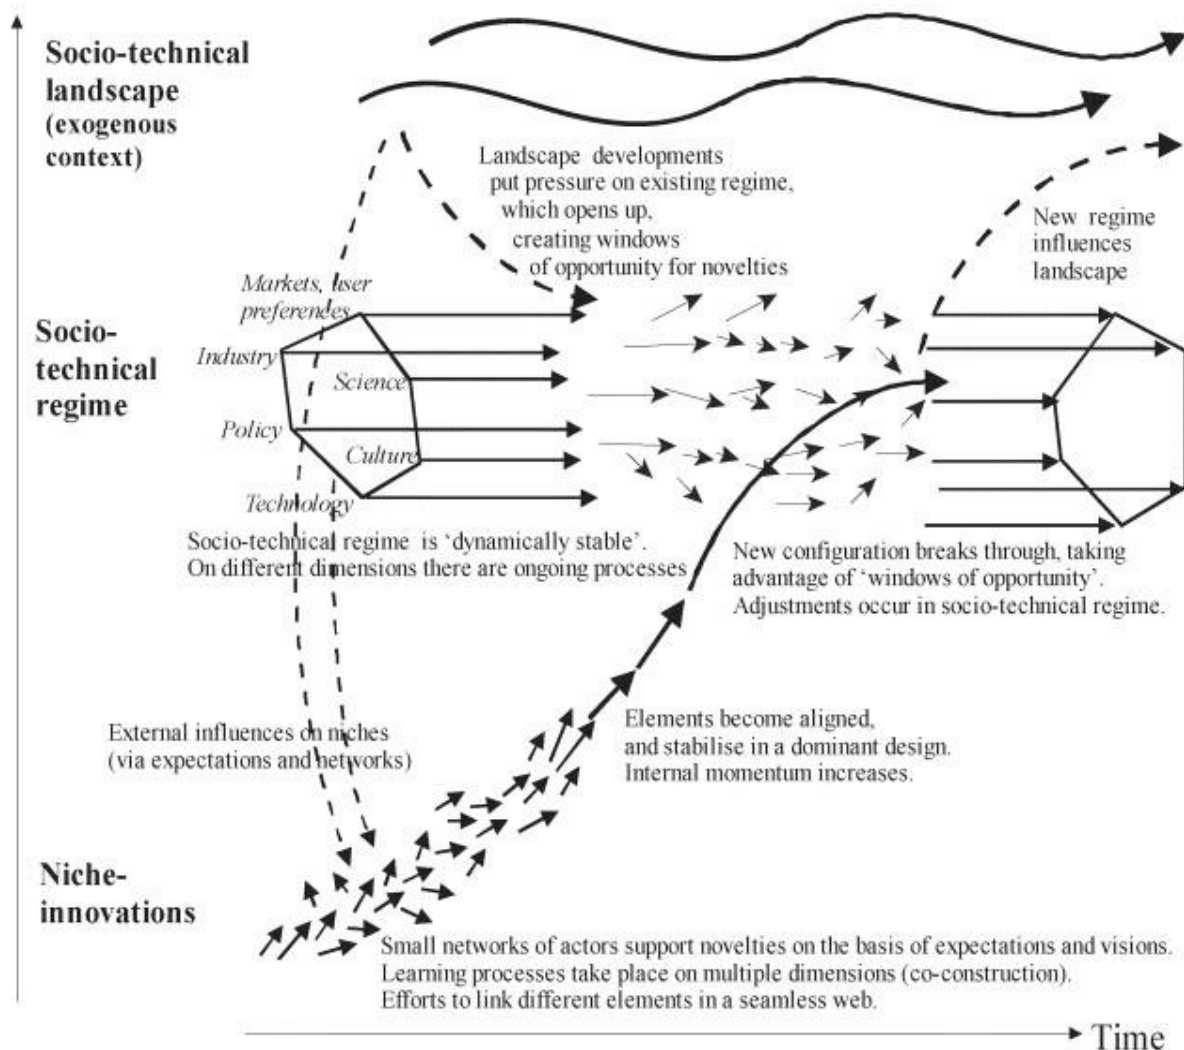 Socio-technical
landscape
(exogenous
context)
Landscape developments
put pressure on existing regime,
which opens up,
creating windows
of opportunity for novelties
New regime
influences
landscape
Markets, user
preferences
Industry
Science
Policy
Culture
Technology
Socio-
technical
regime
Socio-technical regime is ‘dynamically stable’.
On different dimensions there are ongoing processes
New configuration breaks through, taking
advantage of ‘windows of opportunity’.
Adjustments occur in socio-technical regime.
External influences on niches
(via expectations and networks)
Elements become aligned,
and stabilise in a dominant design.
Internal momentum increases.
Niche-
innovations
Small networks of actors support novelties on the basis of expectations and visions.
Learning processes take place on multiple dimensions (co-construction).
Efforts to link different elements in a seamless web.
Time